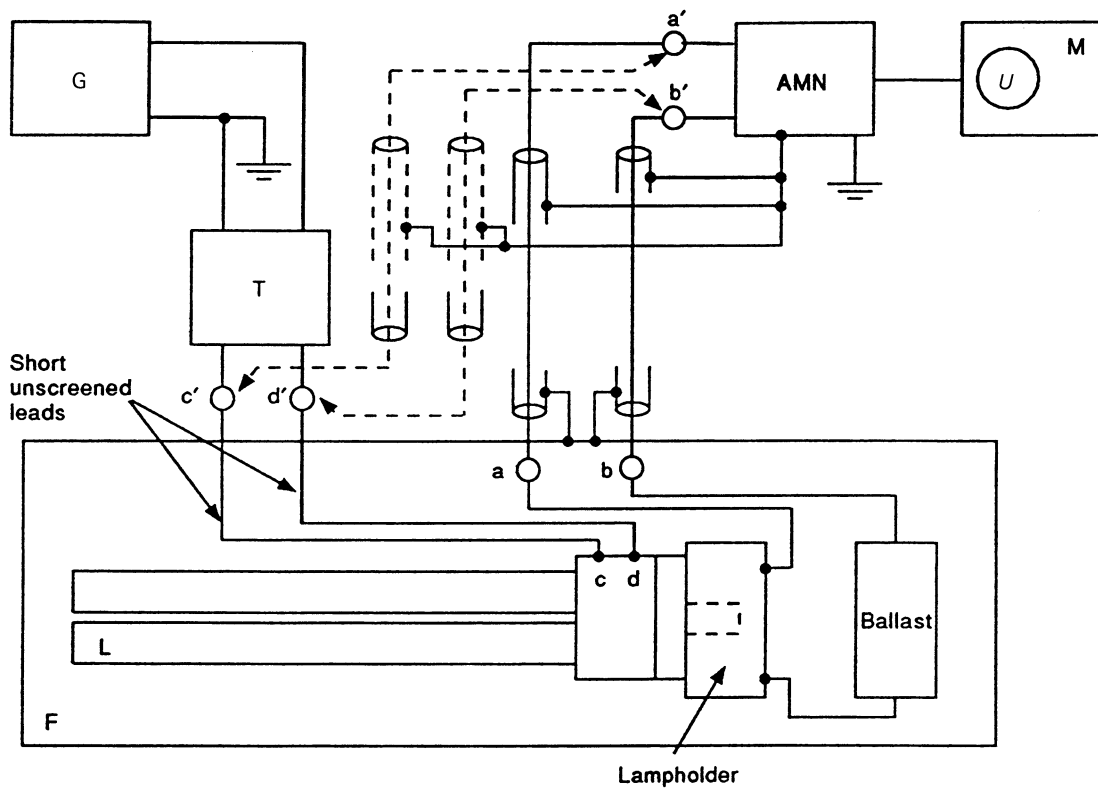 G
a′
AMN
M
U
b′
T
Short
unscreened
leads
c′
d′
a
b
c
d
L
Ballast
F
Lampholder